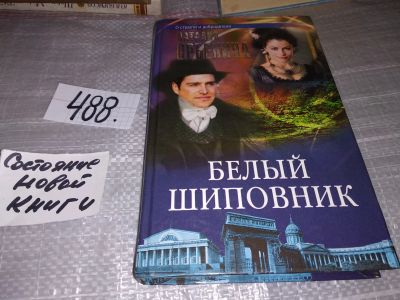 488.
Состояние
новой
книги
БЕЛЫЙ
ШИПОВНИК